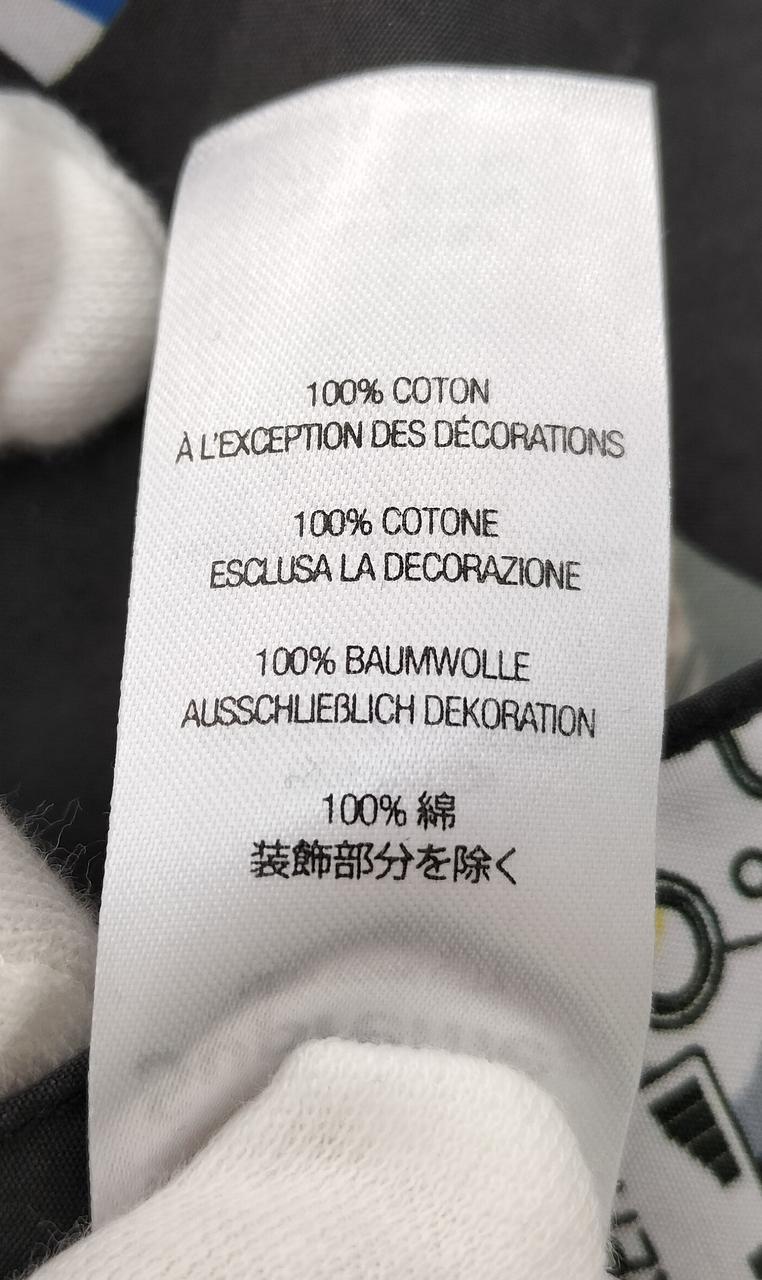 100% COTON
À L'EXCEPTION DES DÉCORATIONS
100% COTONE
ESCLUSA LA DECORAZIONE
100% BAUMWOLLE
AUSSCHLIEßLICH DEKORATION
100% 綿
装飾部分を除く